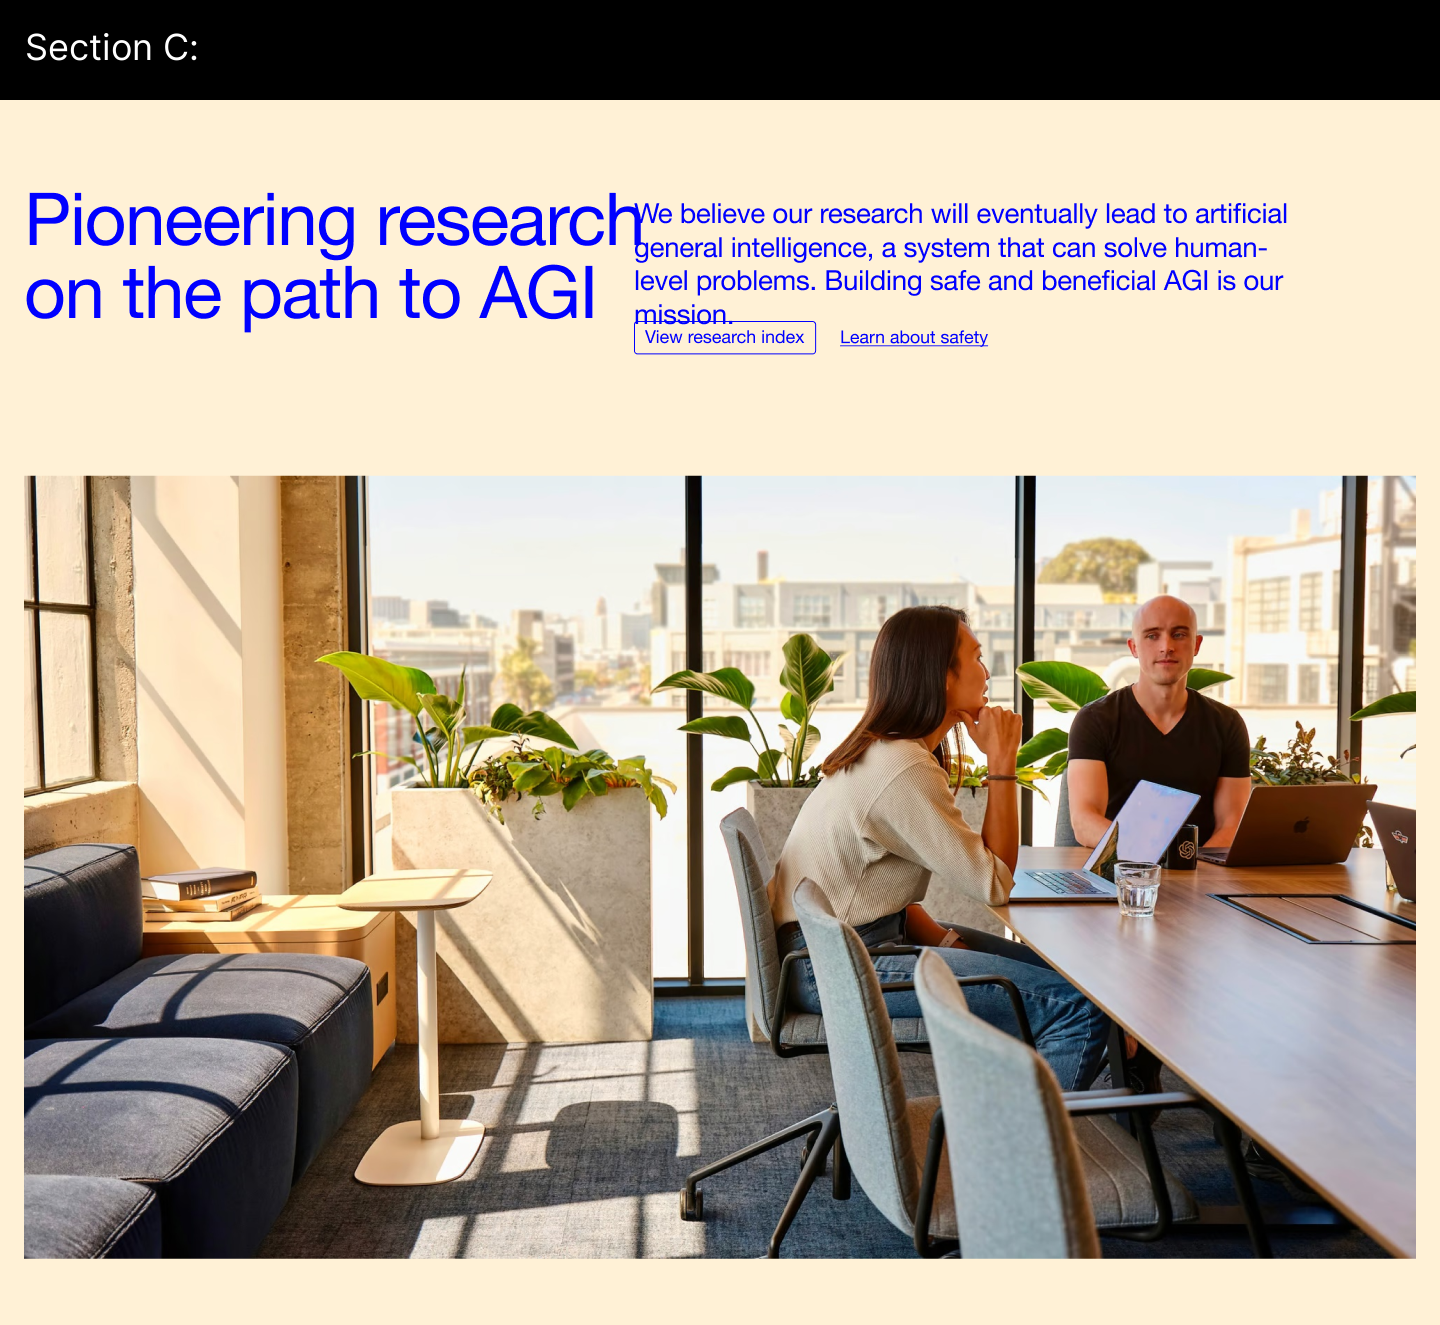 Section C:
Pioneering research
on the path to AGI
We believe our research will eventually lead to artificial
general intelligence, a system that can solve human-
level problems. Building safe and beneficial AGI is our
mission.
View research index
Learn about safety